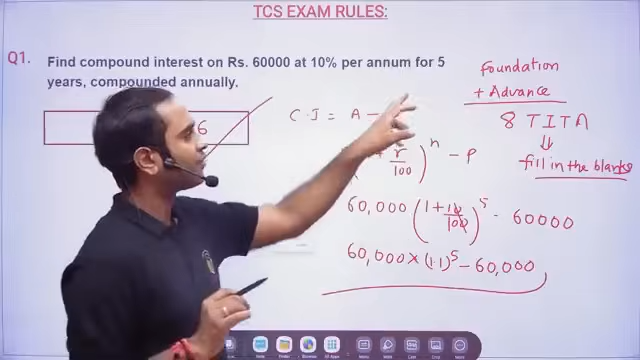 TCS EXAM RULES:
Q1. Find compound interest on Rs. 60000 at 10% per annum for 5
years, compounded annually.
6
C.I = A -
+ r/100 )^n - P
60,000 (1+10/100)^5 - 60000
60,000 × (1.1)^5 - 60,000
foundation
+ Advance
8 TITA
⇓
fill in the blanks